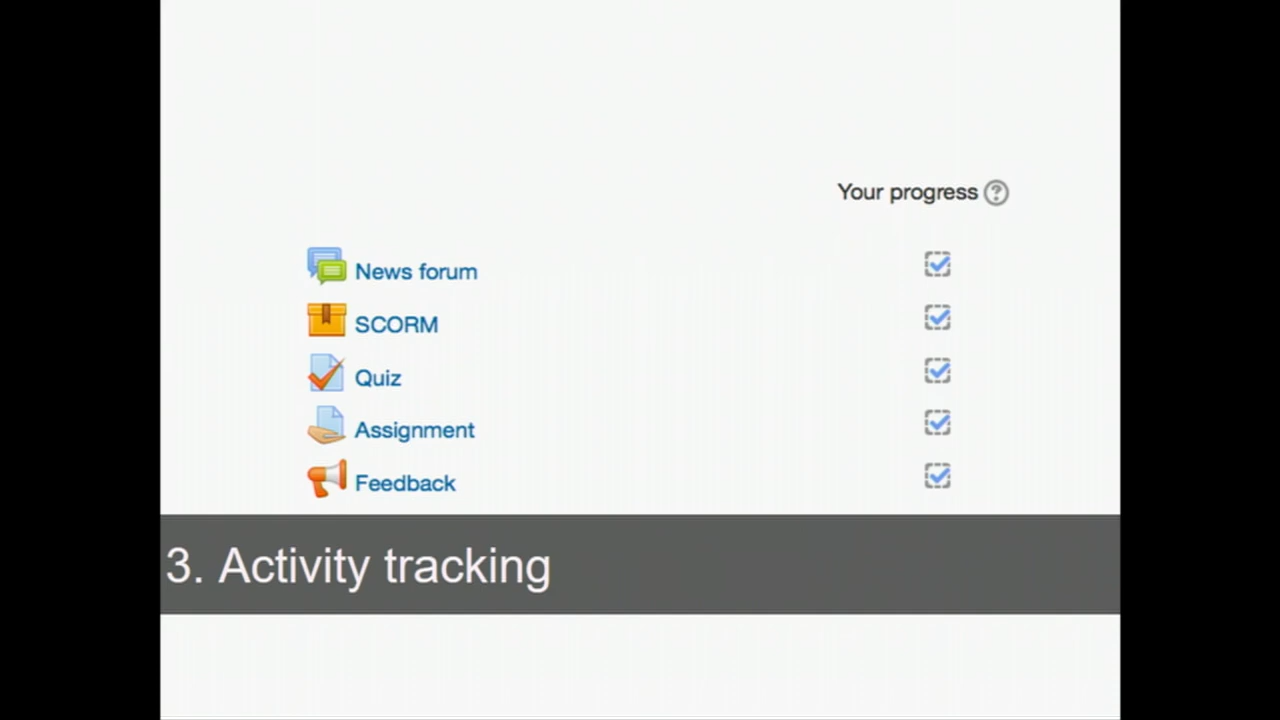 Your progress ?
News forum
SCORM
Quiz
Assignment
Feedback
3. Activity tracking